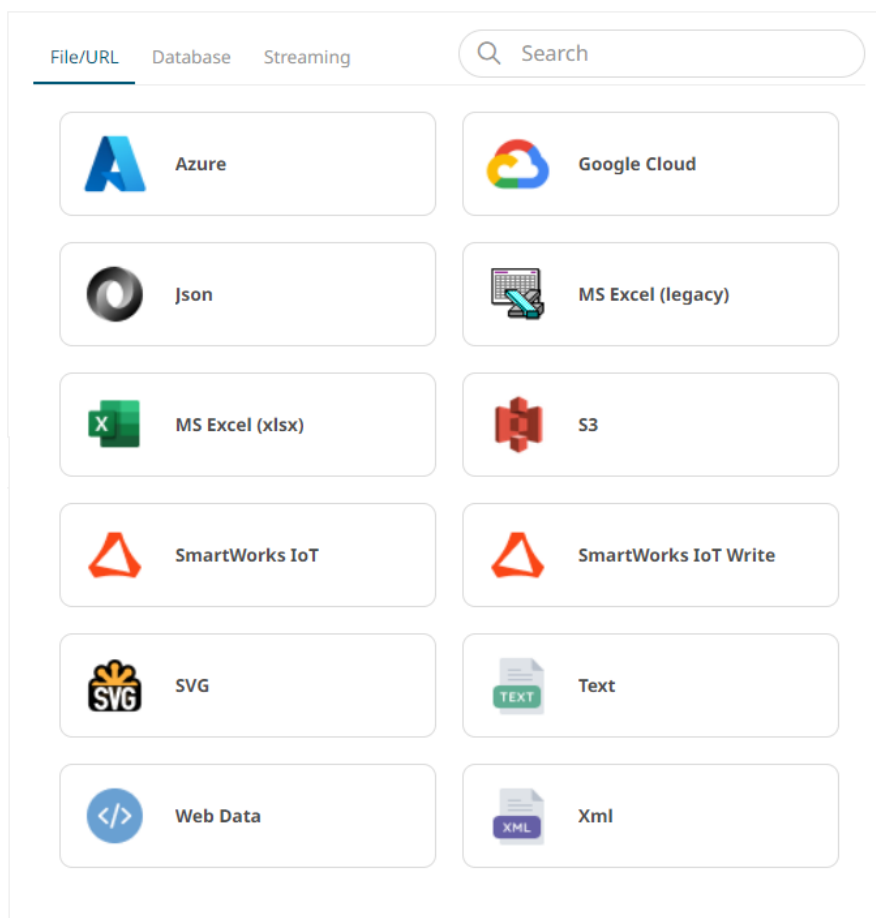 File/URL Database Streaming Search
Azure Google Cloud
Json MS Excel (legacy)
X MS Excel (xlsx) S3
SmartWorks IoT SmartWorks IoT Write
SVG SVG TEXT Text
</> Web Data XML Xml